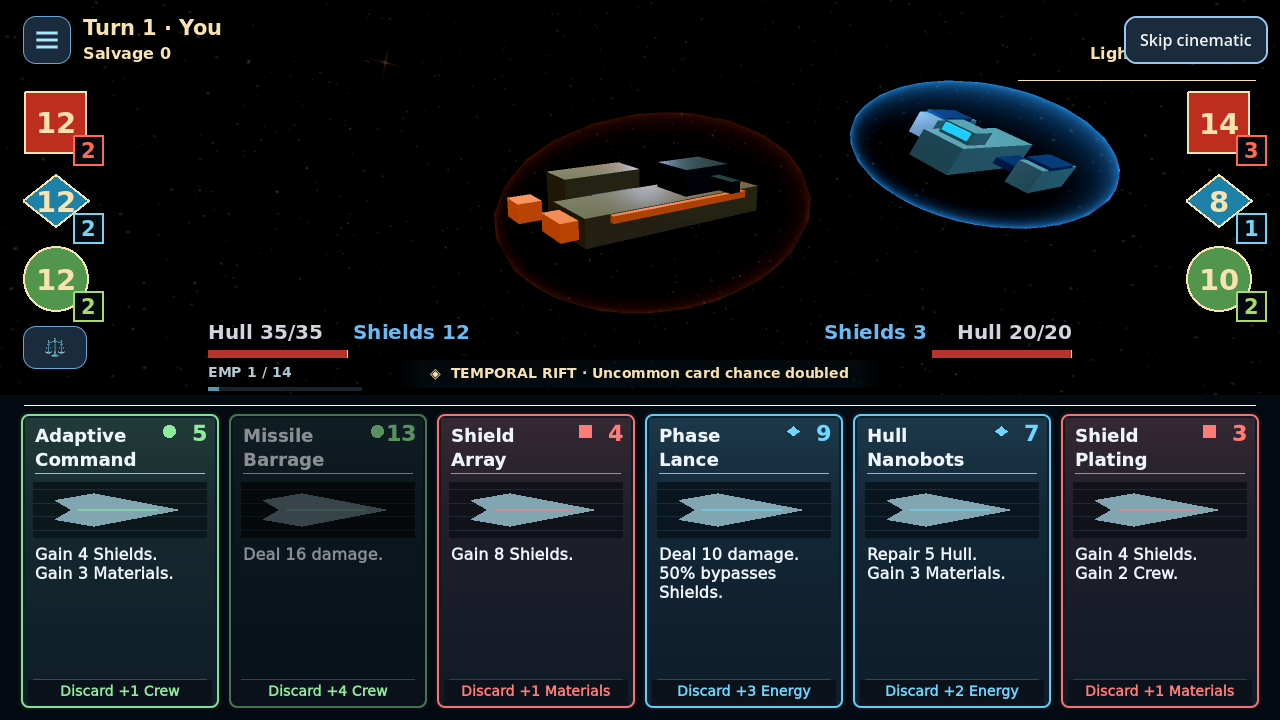 Turn 1 · You
Salvage 0
Skip cinematic
12
2
12
2
12
2
14
3
8
1
10
2
Hull 35/35
Shields 12
Shields 3
Hull 20/20
EMP 1 / 14
◈ TEMPORAL RIFT · Uncommon card chance doubled
Adaptive
Command
5
Gain 4 Shields.
Gain 3 Materials.
Discard +1 Crew
Missile
Barrage
13
Deal 16 damage.
Discard +4 Crew
Shield
Array
4
Gain 8 Shields.
Discard +1 Materials
Phase
Lance
9
Deal 10 damage.
50% bypasses
Shields.
Discard +3 Energy
Hull
Nanobots
7
Repair 5 Hull.
Gain 3 Materials.
Discard +2 Energy
Shield
Plating
3
Gain 4 Shields.
Gain 2 Crew.
Discard +1 Materials